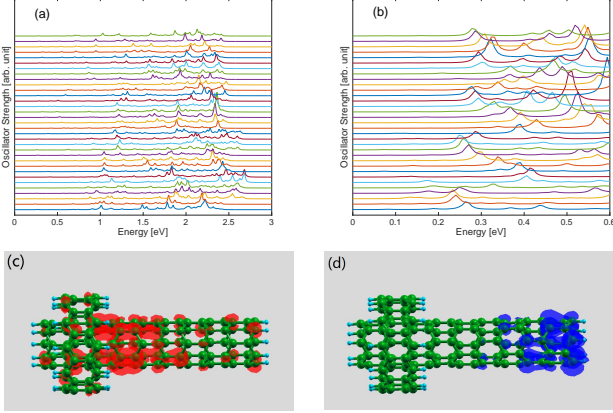 (a)
Oscillator Strength [arb. unit]
0 0.5 1 1.5 2 2.5 3
Energy [eV]
(b)
Oscillator Strength [arb. unit]
0 0.1 0.2 0.3 0.4 0.5 0.6
Energy [eV]
(c)
(d)